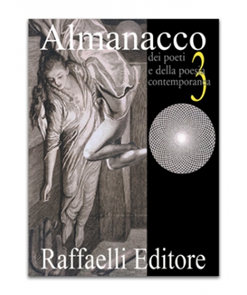 Almanacco
dei poeti
e della poesia
contemporanea
3
Raffaelli Editore